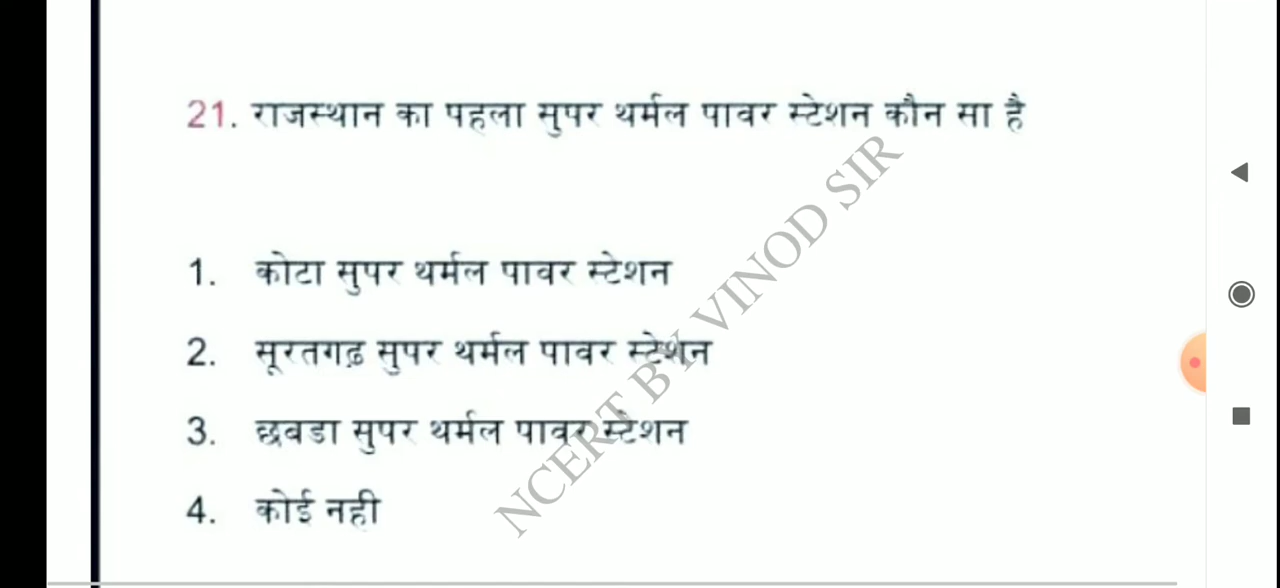 21. राजस्थान का पहला सुपर थर्मल पावर स्टेशन कौन सा है
1. कोटा सुपर थर्मल पावर स्टेशन
2. सूरतगढ़ सुपर थर्मल पावर स्टेशन
3. छबडा सुपर थर्मल पावर स्टेशन
4. कोई नही
NCERT BY VINOD SIR